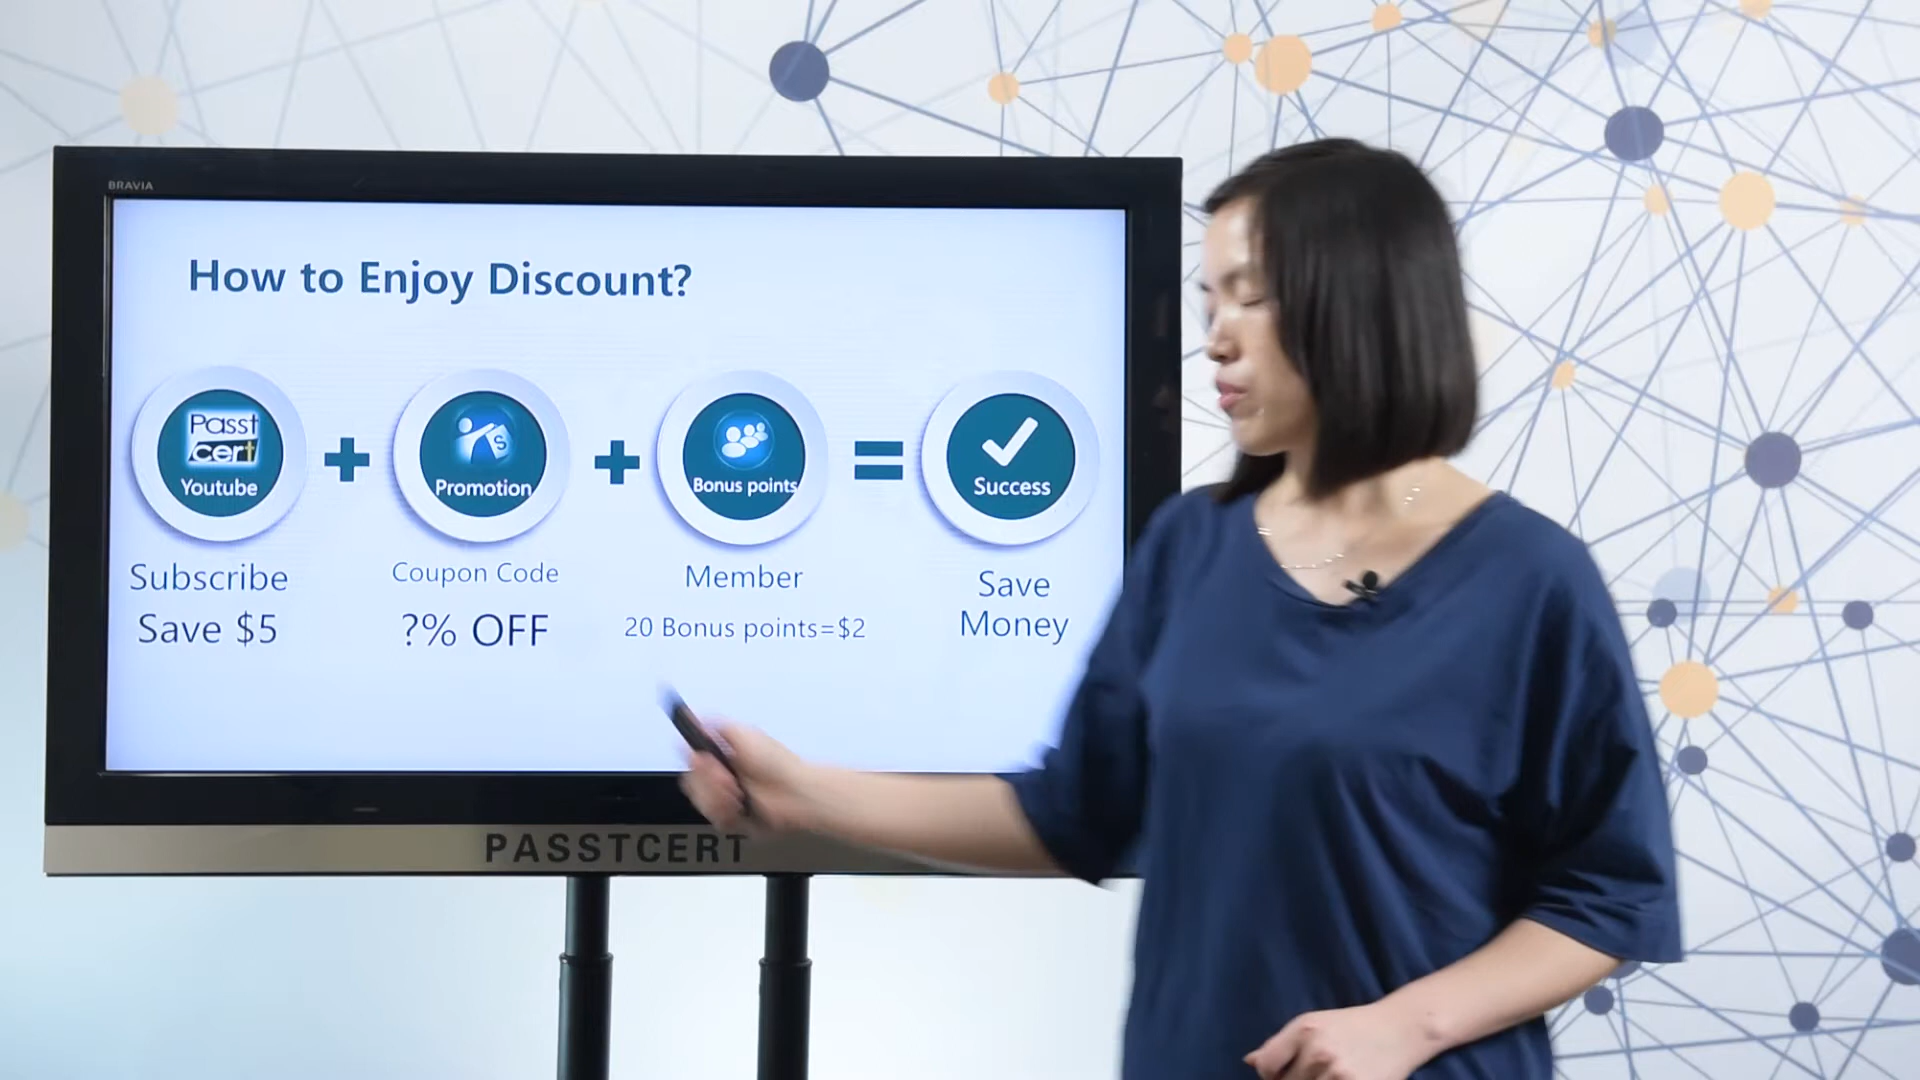 BRAVIA
How to Enjoy Discount?
Passt
cert
Youtube
+
$
Promotion
+
Bonus points
=
Success
Subscribe
Save $5
Coupon Code
?% OFF
Member
20 Bonus points=$2
Save
Money
PASSTCERT